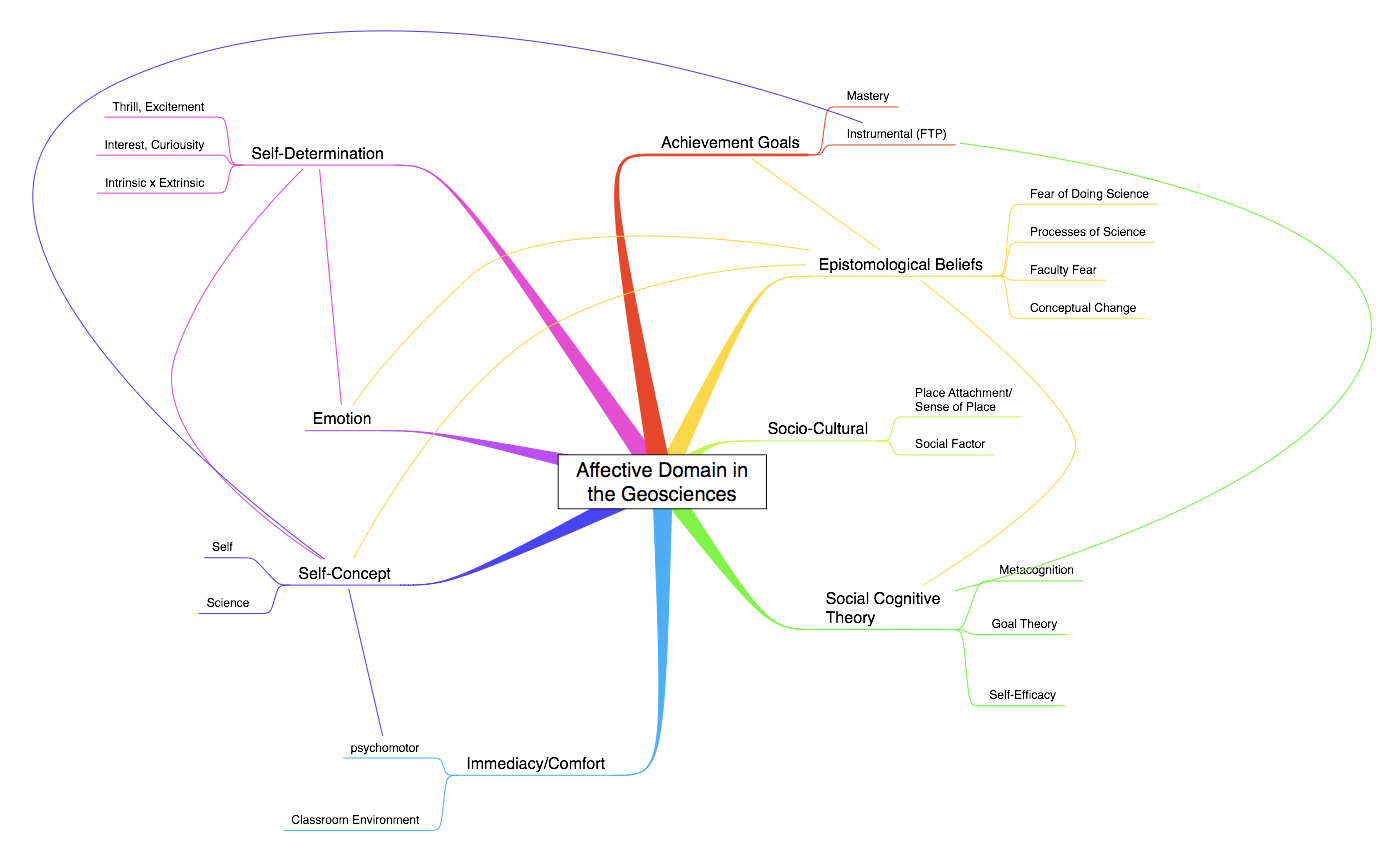 Affective Domain in
the Geosciences
Achievement Goals
Mastery
Instrumental (FTP)
Epistomological Beliefs
Fear of Doing Science
Processes of Science
Faculty Fear
Conceptual Change
Socio-Cultural
Place Attachment/
Sense of Place
Social Factor
Social Cognitive
Theory
Metacognition
Goal Theory
Self-Efficacy
Immediacy/Comfort
psychomotor
Classroom Environment
Self-Concept
Self
Science
Emotion
Self-Determination
Thrill, Excitement
Interest, Curiousity
Intrinsic x Extrinsic